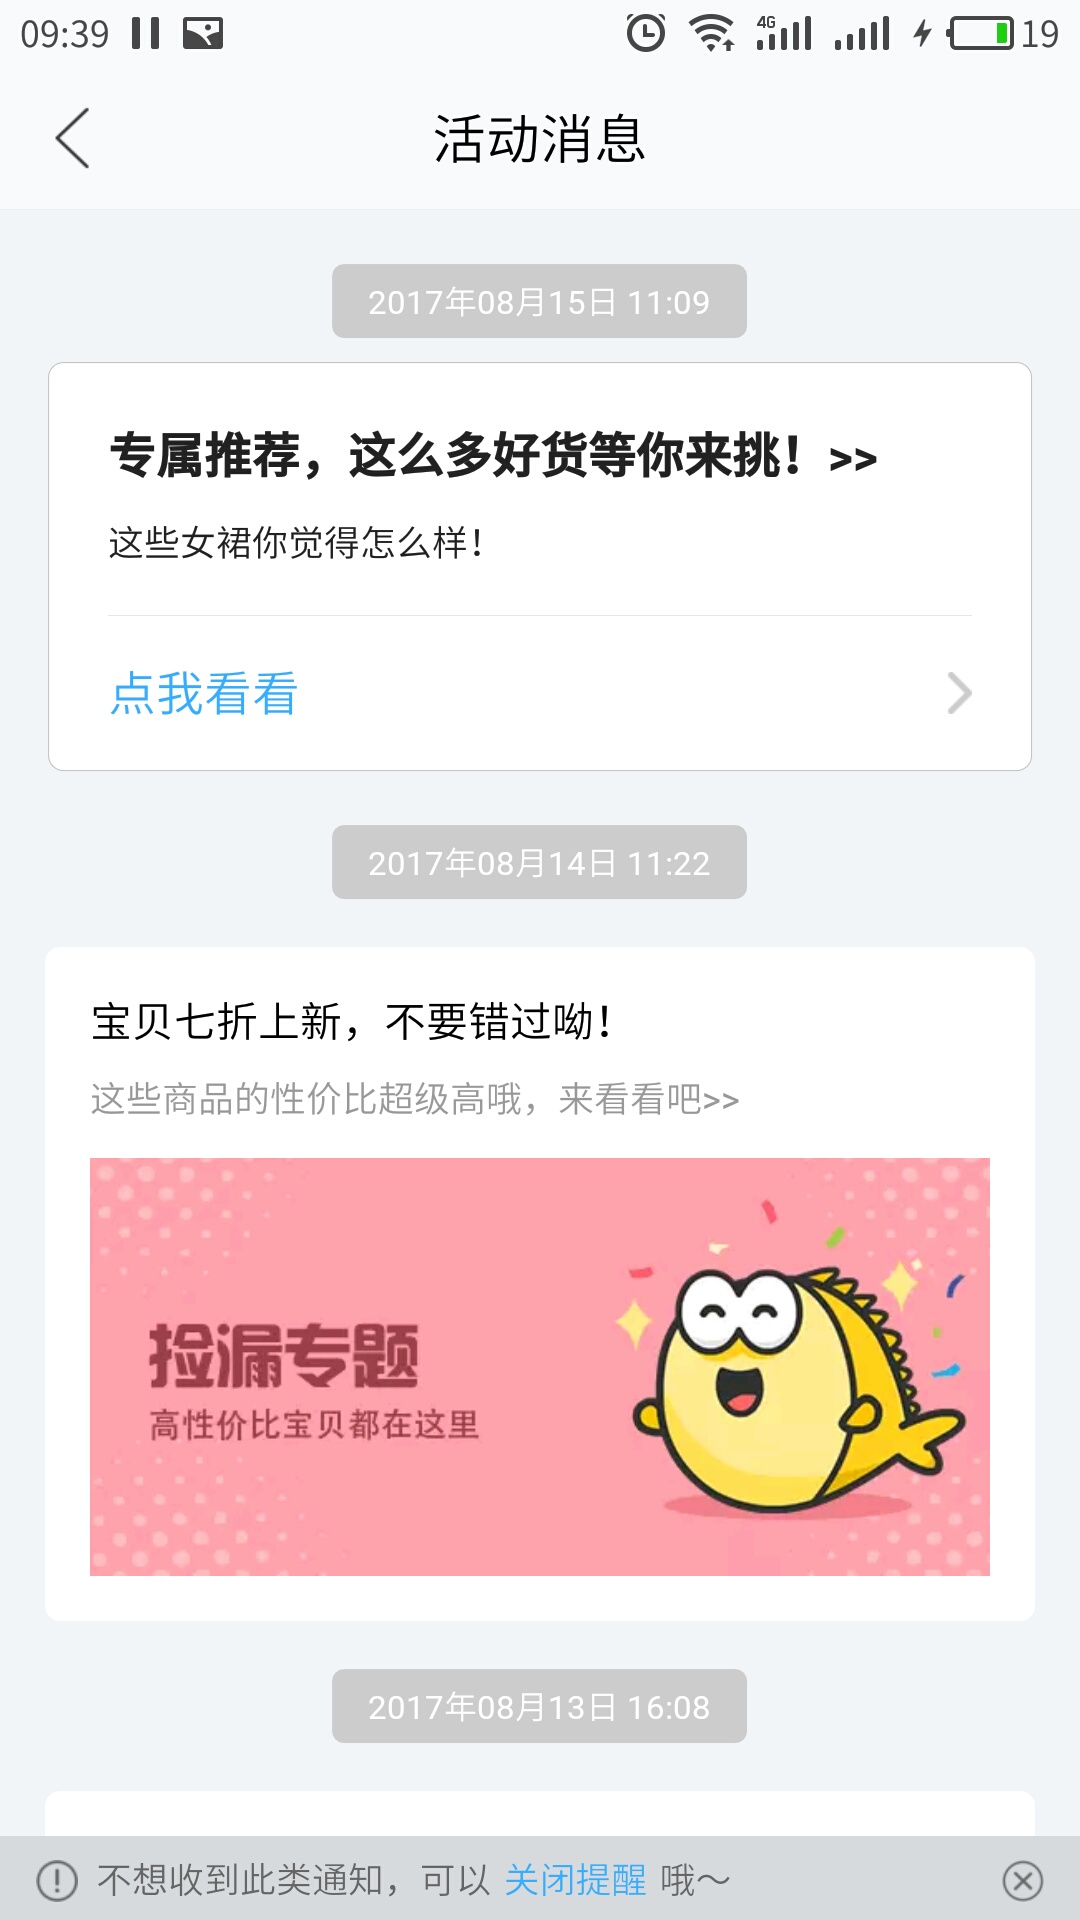 09:39
4G
19
活动消息
2017年08月15日 11:09
专属推荐，这么多好货等你来挑！>>
这些女裙你觉得怎么样！
点我看看
2017年08月14日 11:22
宝贝七折上新，不要错过呦！
这些商品的性价比超级高哦，来看看吧>>
捡漏专题
高性价比宝贝都在这里
2017年08月13日 16:08
不想收到此类通知，可以 关闭提醒 哦～